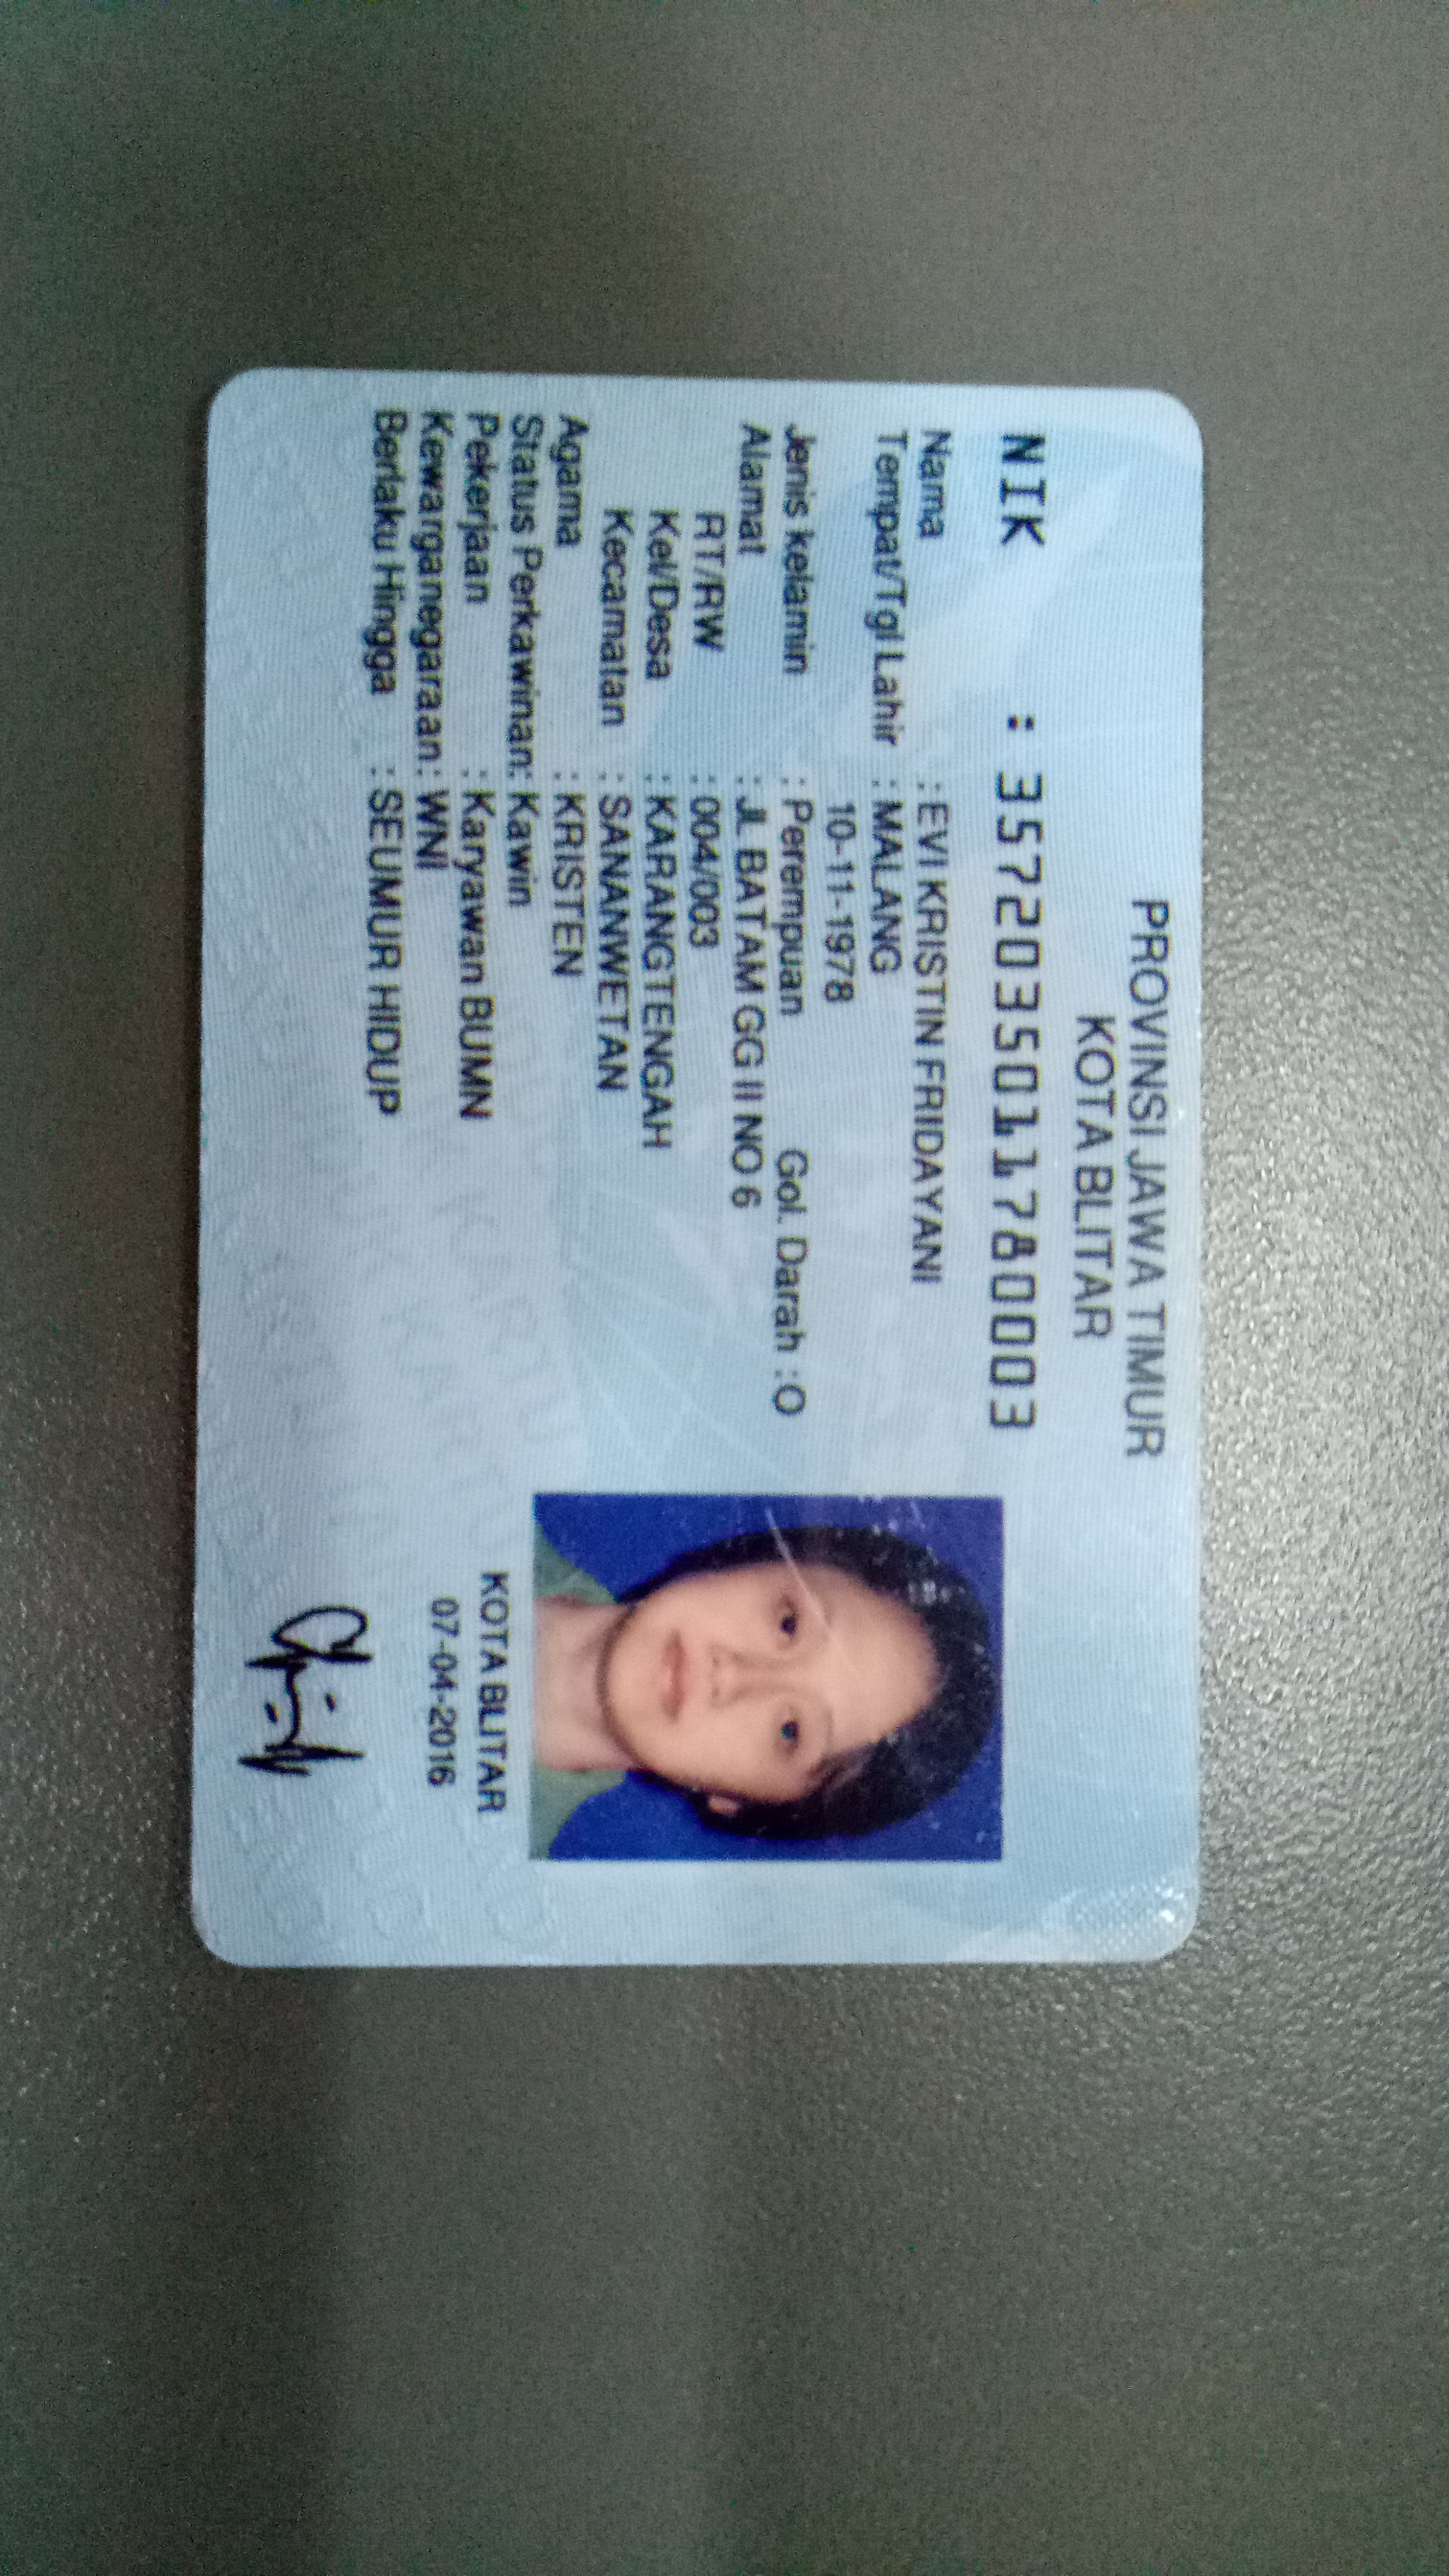 PROVINSI JAWA TIMUR
KOTA BLITAR
NIK : 3572035011780003
Nama : EVI KRISTIN FRIDAYANI
Tempat/Tgl Lahir : MALANG
10-11-1978
Jenis kelamin : Perempuan Gol. Darah : O
Alamat : JL BATAM GG II NO 6
RT/RW : 004/003
Kel/Desa : KARANGTENGAH
Kecamatan : SANANWETAN
Agama : KRISTEN
Status Perkawinan: Kawin
Pekerjaan : Karyawan BUMN
Kewarganegaraan: WNI
Berlaku Hingga : SEUMUR HIDUP
KOTA BLITAR
07-04-2016